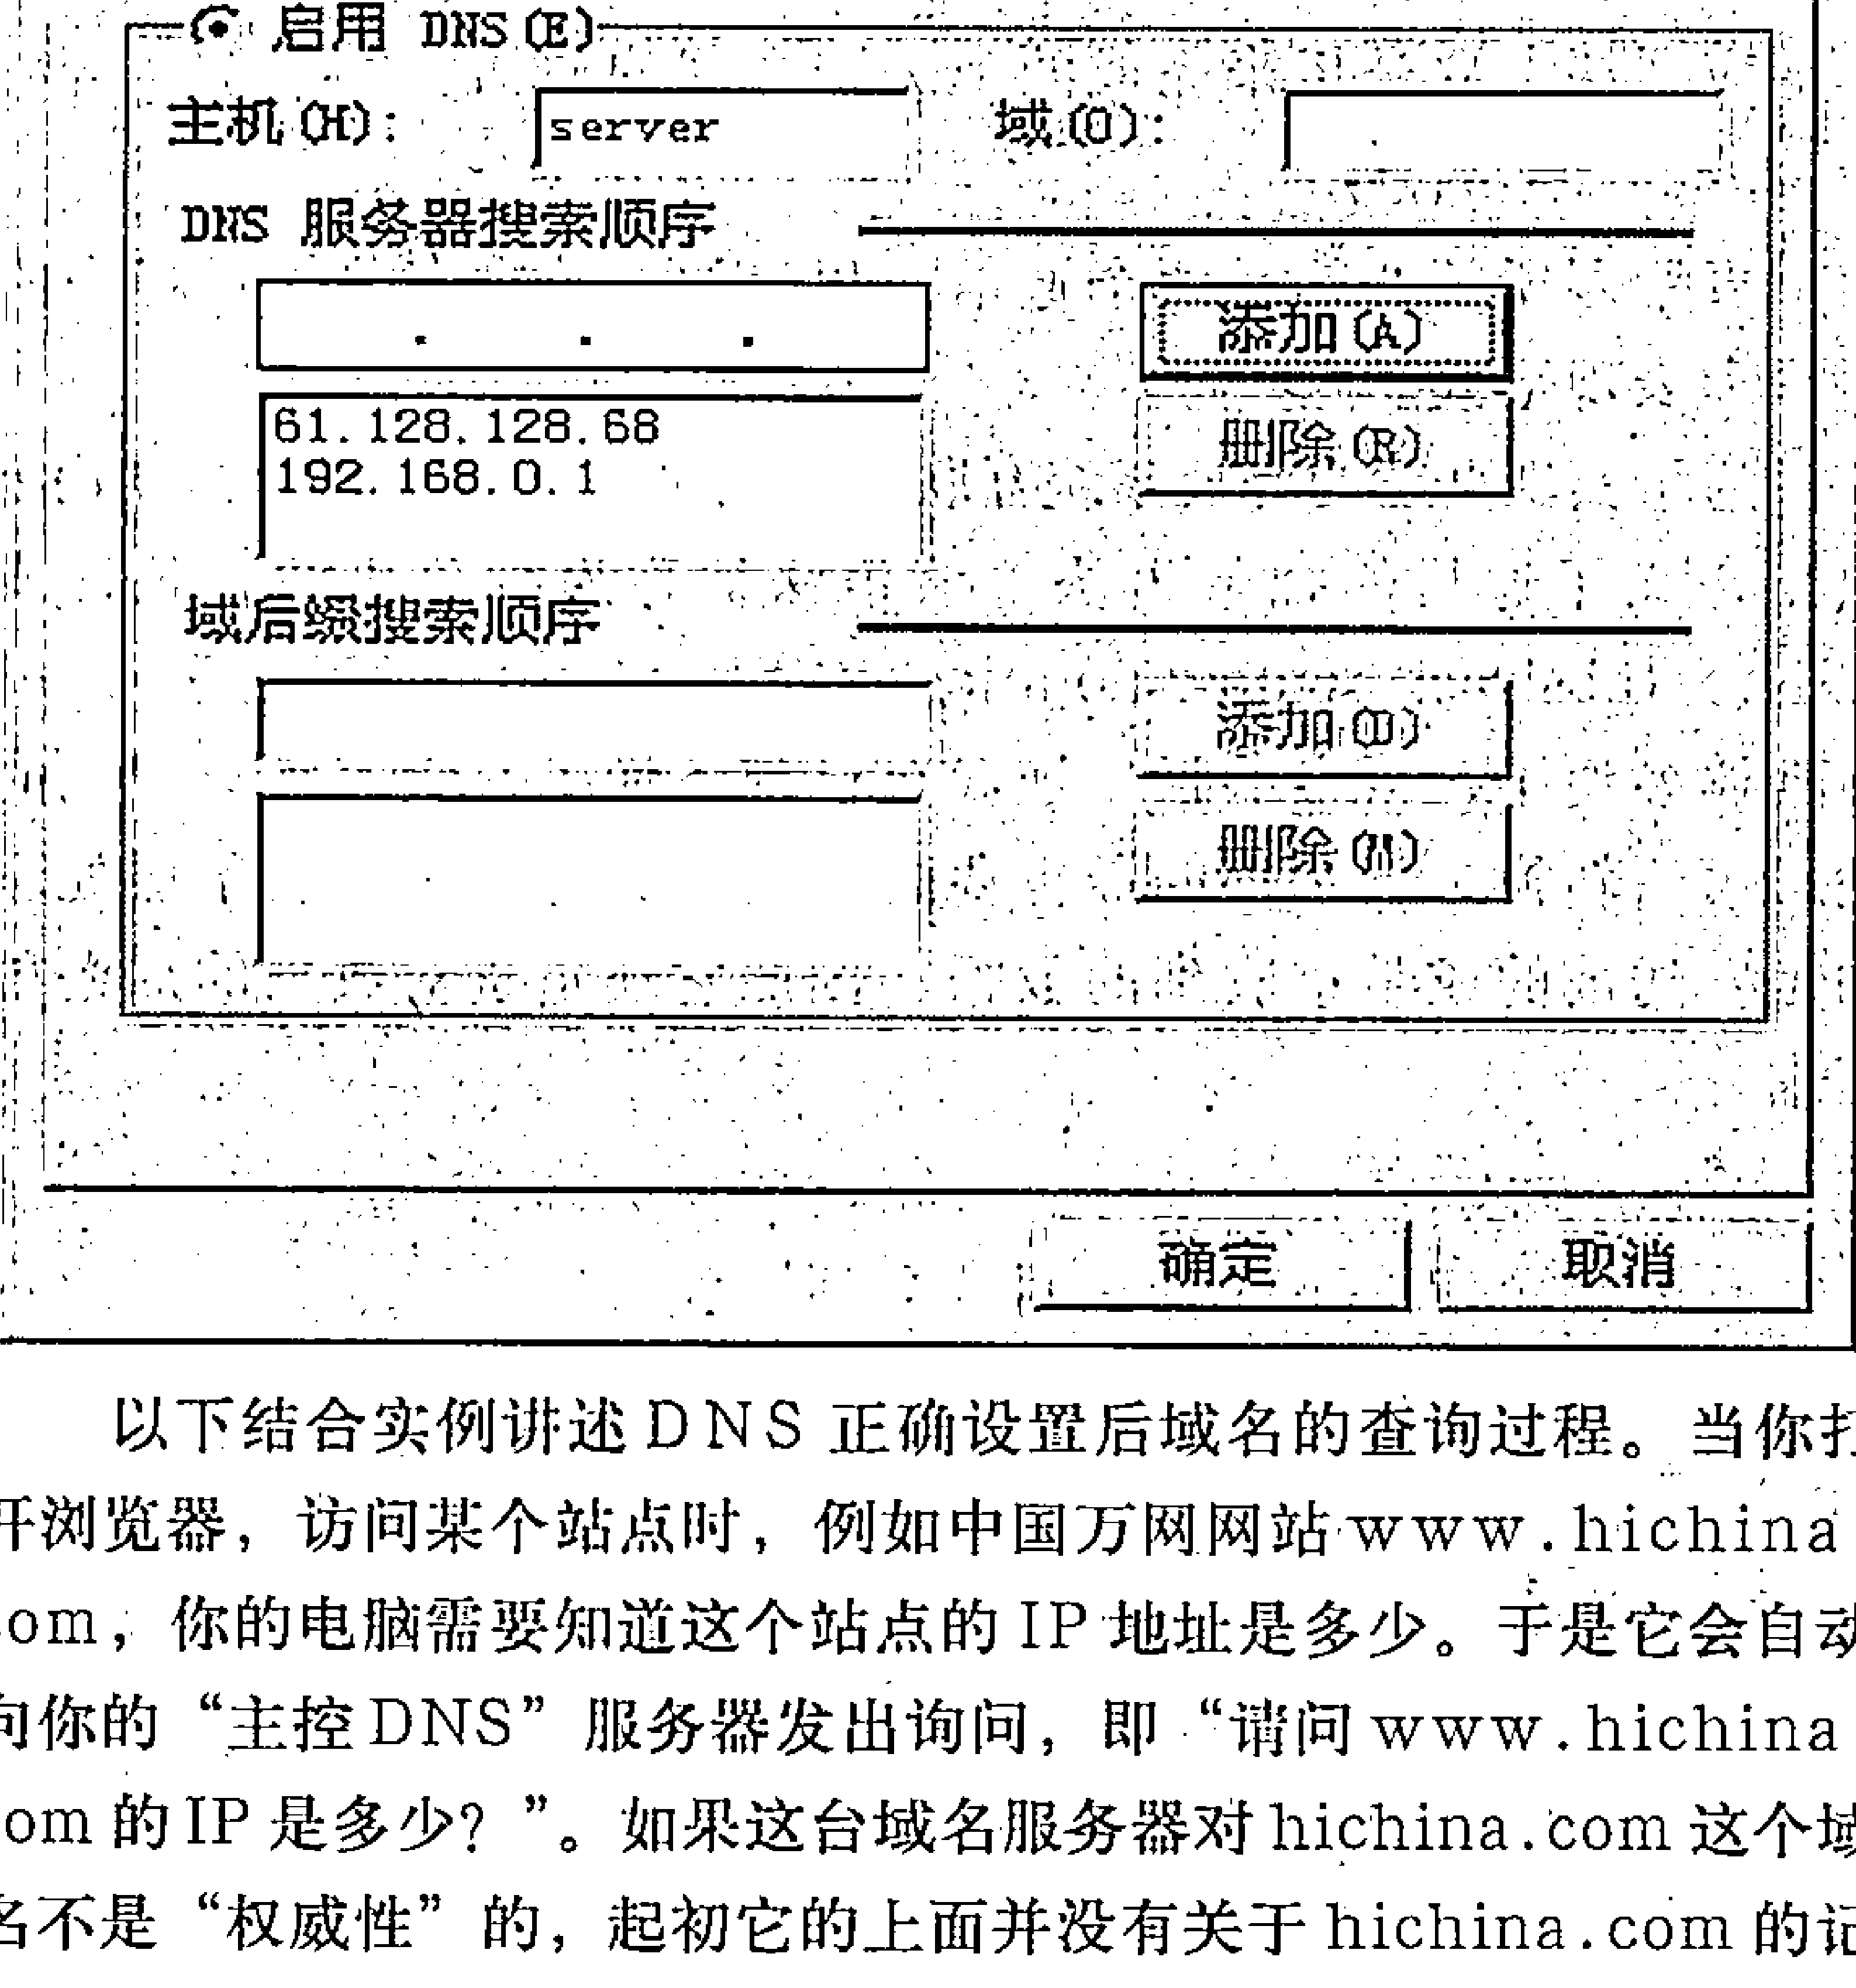 启用 DNS(E)
主机(H): server 域(O):
DNS 服务器搜索顺序
. . . 添加(A)
61.128.128.68 删除(R)
192.168.0.1
域后缀搜索顺序
添加(D)
删除(M)
确定 取消
以下结合实例讲述DNS正确设置后域名的查询过程。当你打
开浏览器，访问某个站点时，例如中国万网网站www.hichina
om，你的电脑需要知道这个站点的IP地址是多少。于是它会自动
向你的“主控DNS”服务器发出询问，即“请问www.hichina
om的IP是多少？”。如果这台域名服务器对hichina.com这个域
名不是“权威性”的，起初它的上面并没有关于hichina.com的记